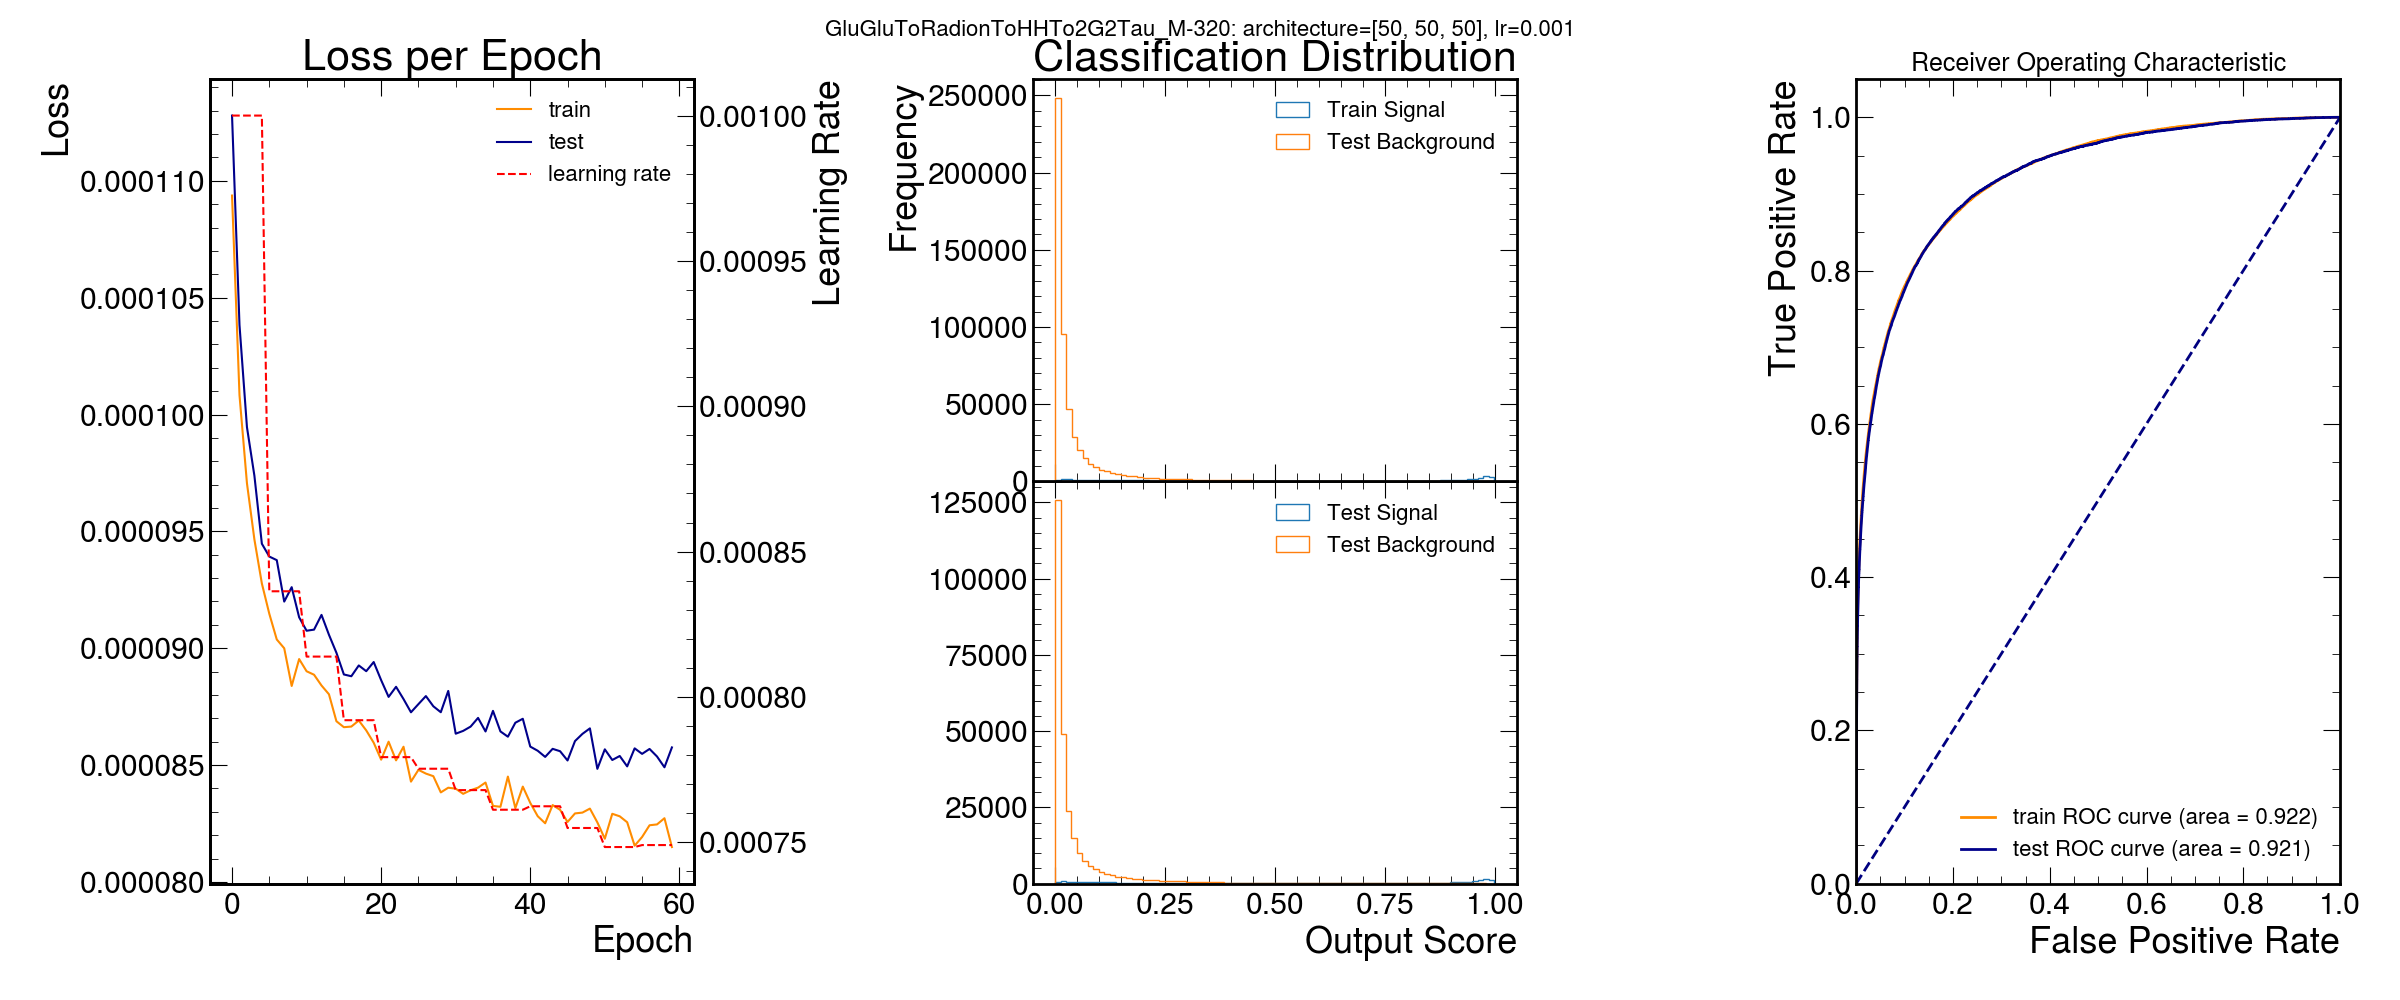 GluGluToRadionToHHTo2G2Tau_M-320: architecture=[50, 50, 50], lr=0.001
Loss per Epoch
Loss
0.000110
0.000105
0.000100
0.000095
0.000090
0.000085
0.000080
0
20
40
60
Epoch
train
test
learning rate
0.00100
0.00095
0.00090
0.00085
0.00080
0.00075
Learning Rate
Classification Distribution
Frequency
250000
200000
150000
100000
50000
0
Train Signal
Test Background
125000
100000
75000
50000
25000
0
Test Signal
Test Background
0.00
0.25
0.50
0.75
1.00
Output Score
Receiver Operating Characteristic
True Positive Rate
1.0
0.8
0.6
0.4
0.2
0.0
train ROC curve (area = 0.922)
test ROC curve (area = 0.921)
0.0
0.2
0.4
0.6
0.8
1.0
False Positive Rate